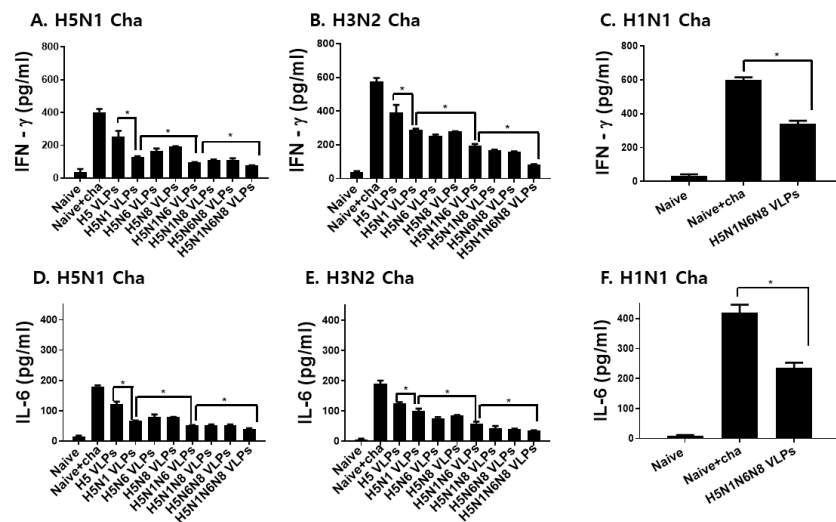 A. H5N1 Cha
IFN - γ (pg/ml)
800
600
400
200
0
Naive
Naive+cha
H5 VLPs
H5N1 VLPs
H5N6 VLPs
H5N8 VLPs
H5N1N6 VLPs
H5N1N8 VLPs
H5N6N8 VLPs
H5N1N6N8 VLPs
*
*
*
B. H3N2 Cha
IFN - γ (pg/ml)
800
600
400
200
0
Naive
Naive+cha
H5 VLPs
H5N1 VLPs
H5N6 VLPs
H5N8 VLPs
H5N1N6 VLPs
H5N1N8 VLPs
H5N6N8 VLPs
H5N1N6N8 VLPs
*
*
*
C. H1N1 Cha
IFN - γ (pg/ml)
800
600
400
200
0
Naive
Naive+cha
H5N1N6N8 VLPs
*
D. H5N1 Cha
IL-6 (pg/ml)
400
300
200
100
0
Naive
Naive+cha
H5 VLPs
H5N1 VLPs
H5N6 VLPs
H5N8 VLPs
H5N1N6 VLPs
H5N1N8 VLPs
H5N6N8 VLPs
H5N1N6N8 VLPs
*
*
*
E. H3N2 Cha
IL-6 (pg/ml)
400
300
200
100
0
Naive
Naive+cha
H5 VLPs
H5N1 VLPs
H5N6 VLPs
H5N8 VLPs
H5N1N6 VLPs
H5N1N8 VLPs
H5N6N8 VLPs
H5N1N6N8 VLPs
*
*
*
F. H1N1 Cha
IL-6 (pg/ml)
400
300
200
100
0
Naive
Naive+cha
H5N1N6N8 VLPs
*